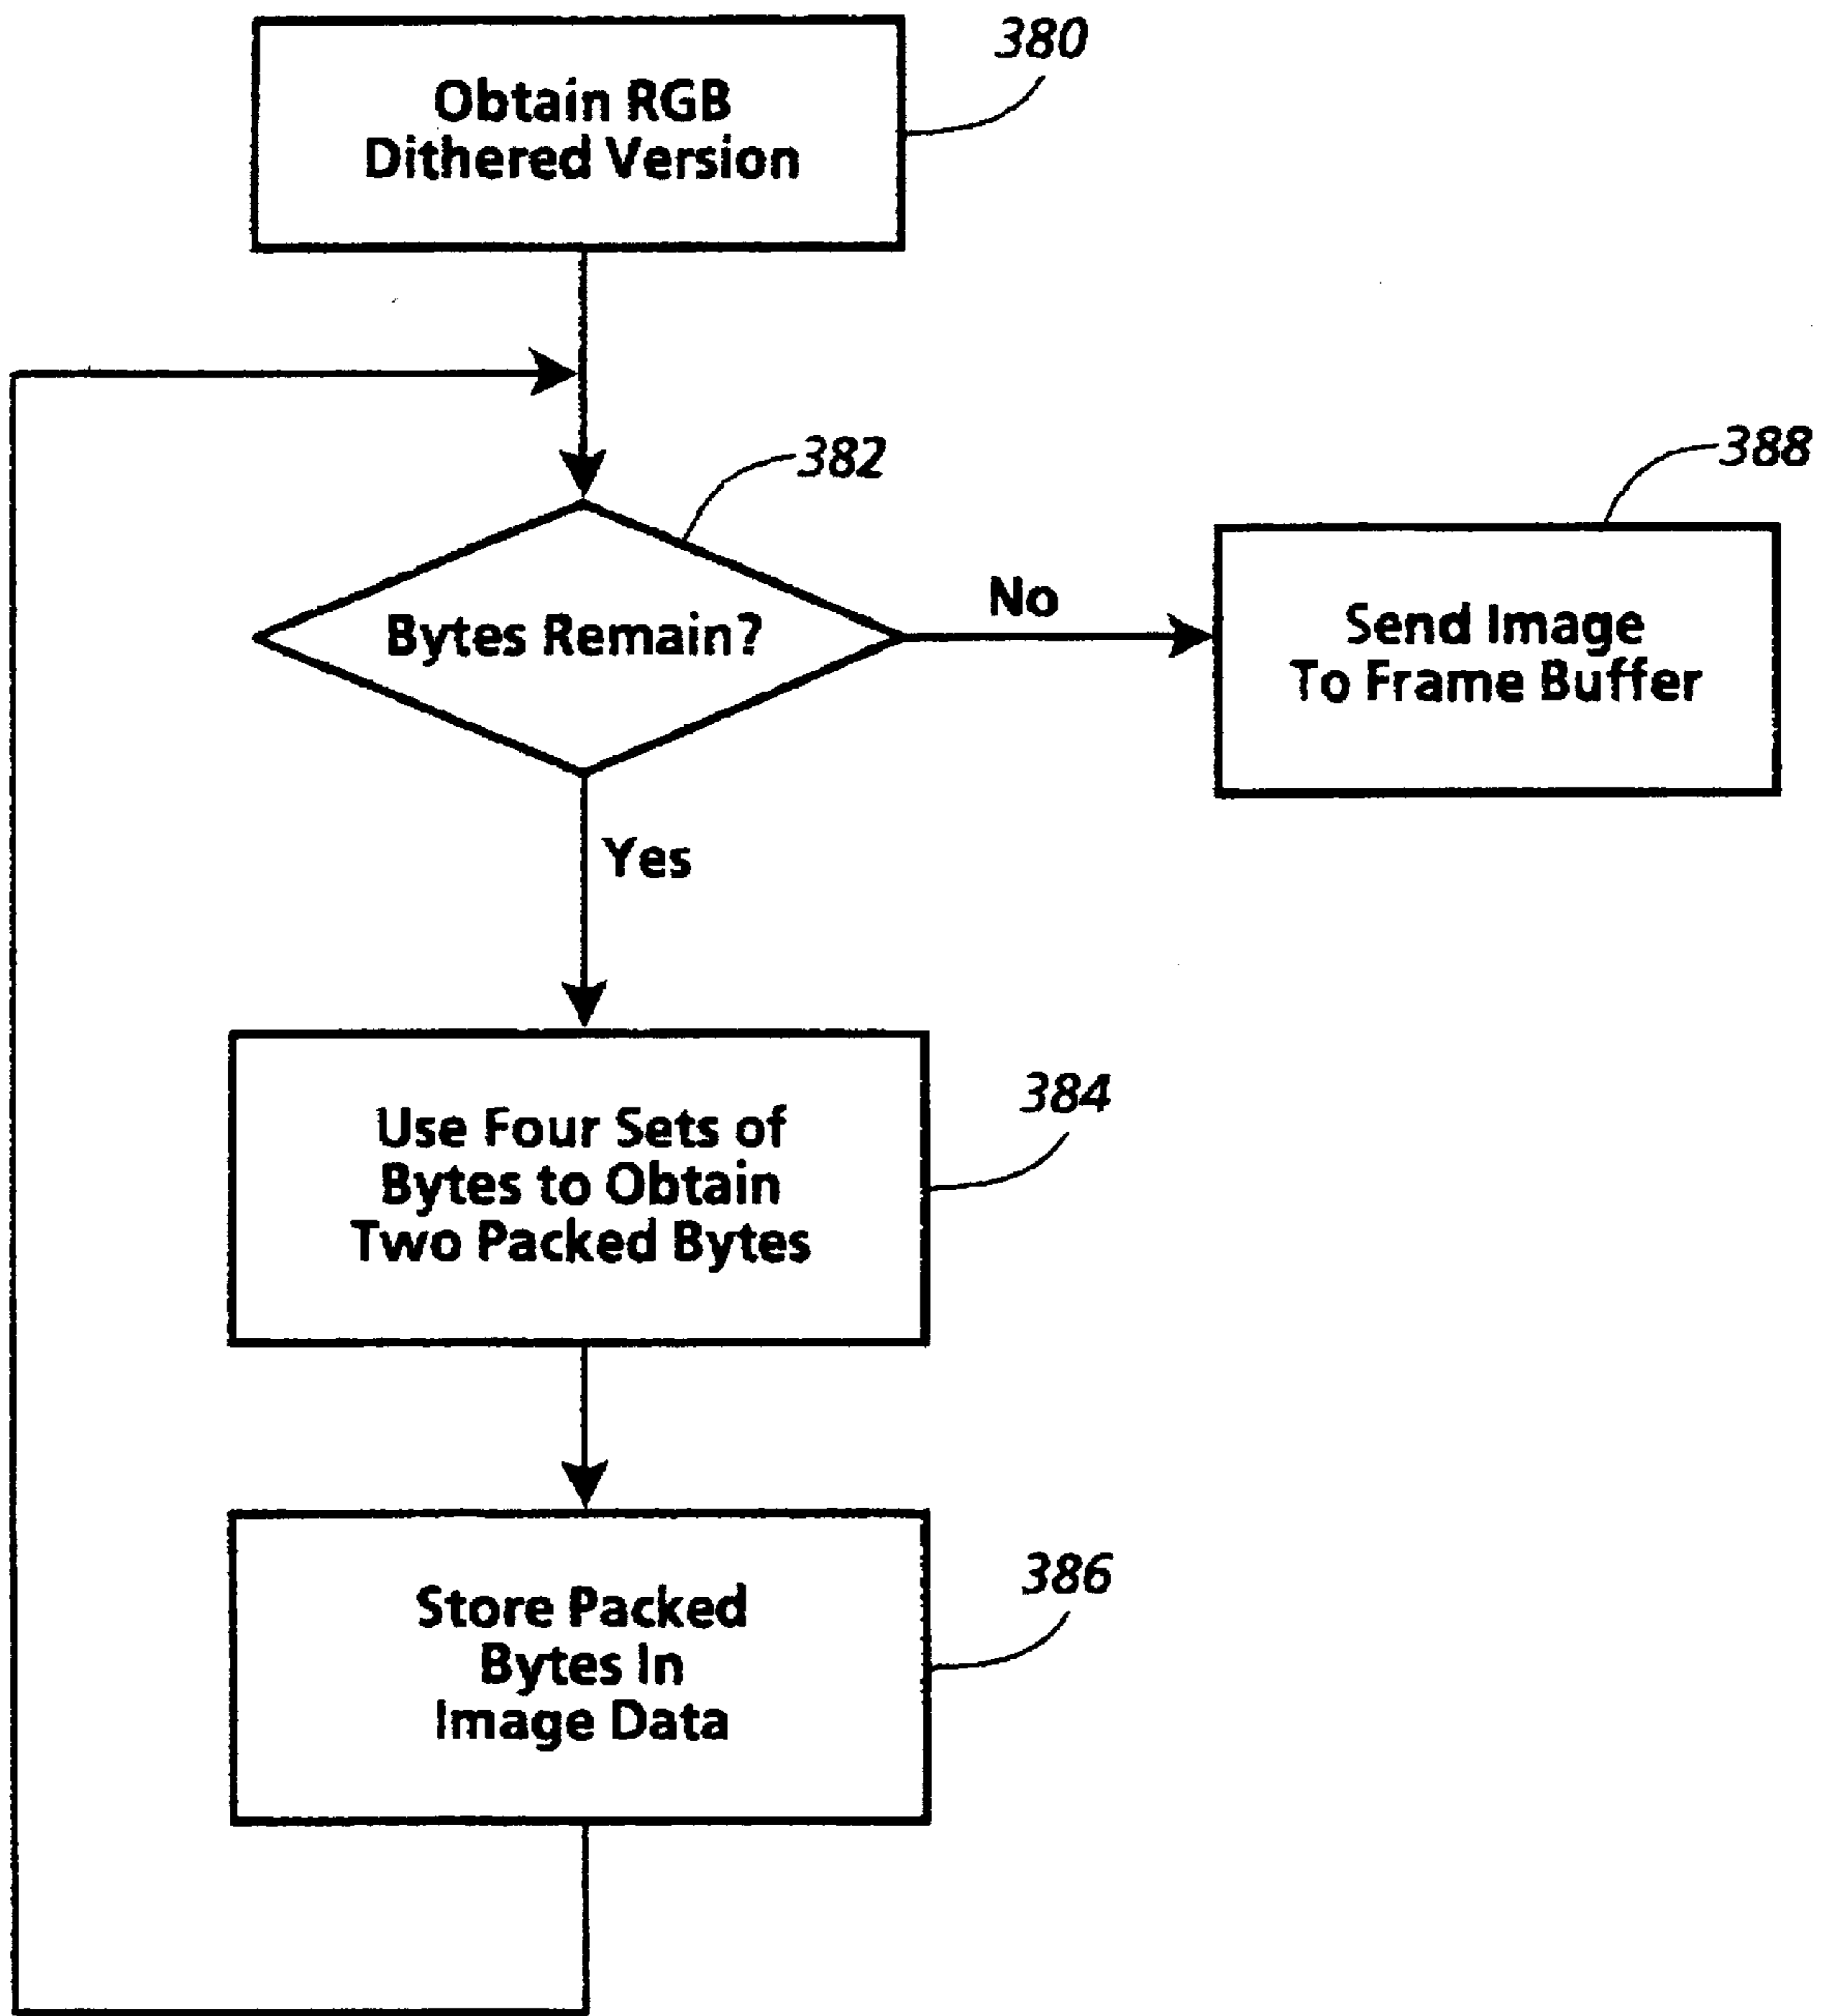 380
Obtain RGB
Dithered Version
382
388
Bytes Remain?
No
Send Image
To Frame Buffer
Yes
384
Use Four Sets of
Bytes to Obtain
Two Packed Bytes
386
Store Packed
Bytes In
Image Data